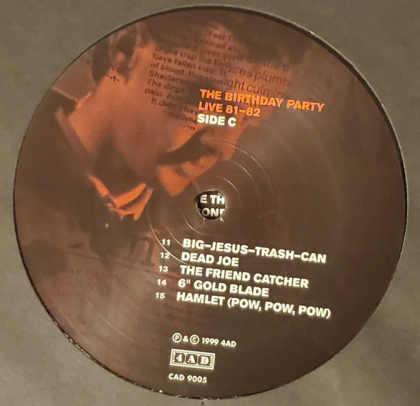 THE BIRTHDAY PARTY
LIVE 81–82
SIDE C
E TH
11 BIG–JESUS–TRASH–CAN
12 DEAD JOE
13 THE FRIEND CATCHER
14 6" GOLD BLADE
15 HAMLET (POW, POW, POW)
℗ & © 1999 4AD
4AD
CAD 9005